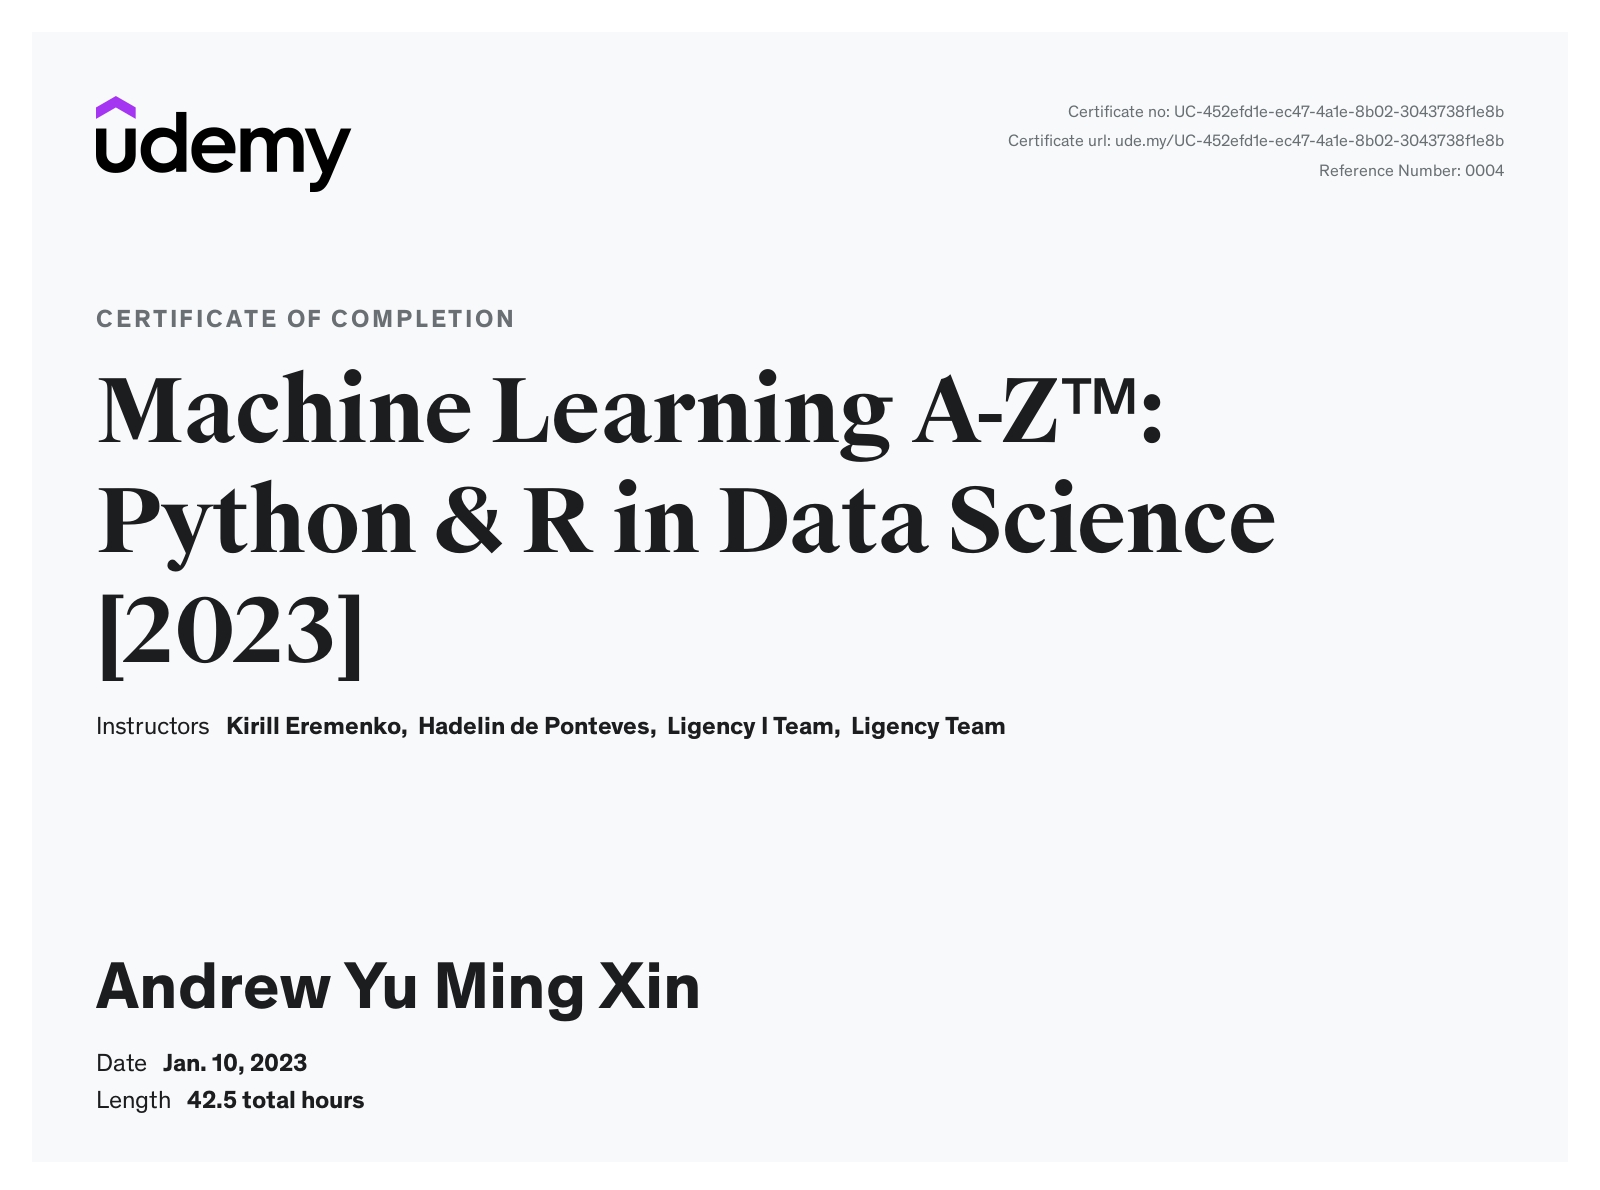 udemy
Certificate no: UC-452efd1e-ec47-4a1e-8b02-3043738f1e8b
Certificate url: ude.my/UC-452efd1e-ec47-4a1e-8b02-3043738f1e8b
Reference Number: 0004
CERTIFICATE OF COMPLETION
Machine Learning A-Z™:
Python & R in Data Science
[2023]
Instructors Kirill Eremenko, Hadelin de Ponteves, Ligency I Team, Ligency Team
Andrew Yu Ming Xin
Date Jan. 10, 2023
Length 42.5 total hours